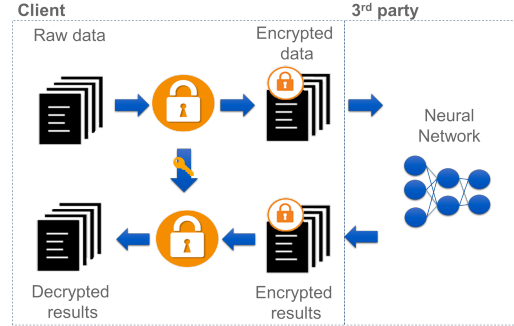 Client
3rd party
Raw data
Encrypted
data
Neural
Network
Decrypted
results
Encrypted
results